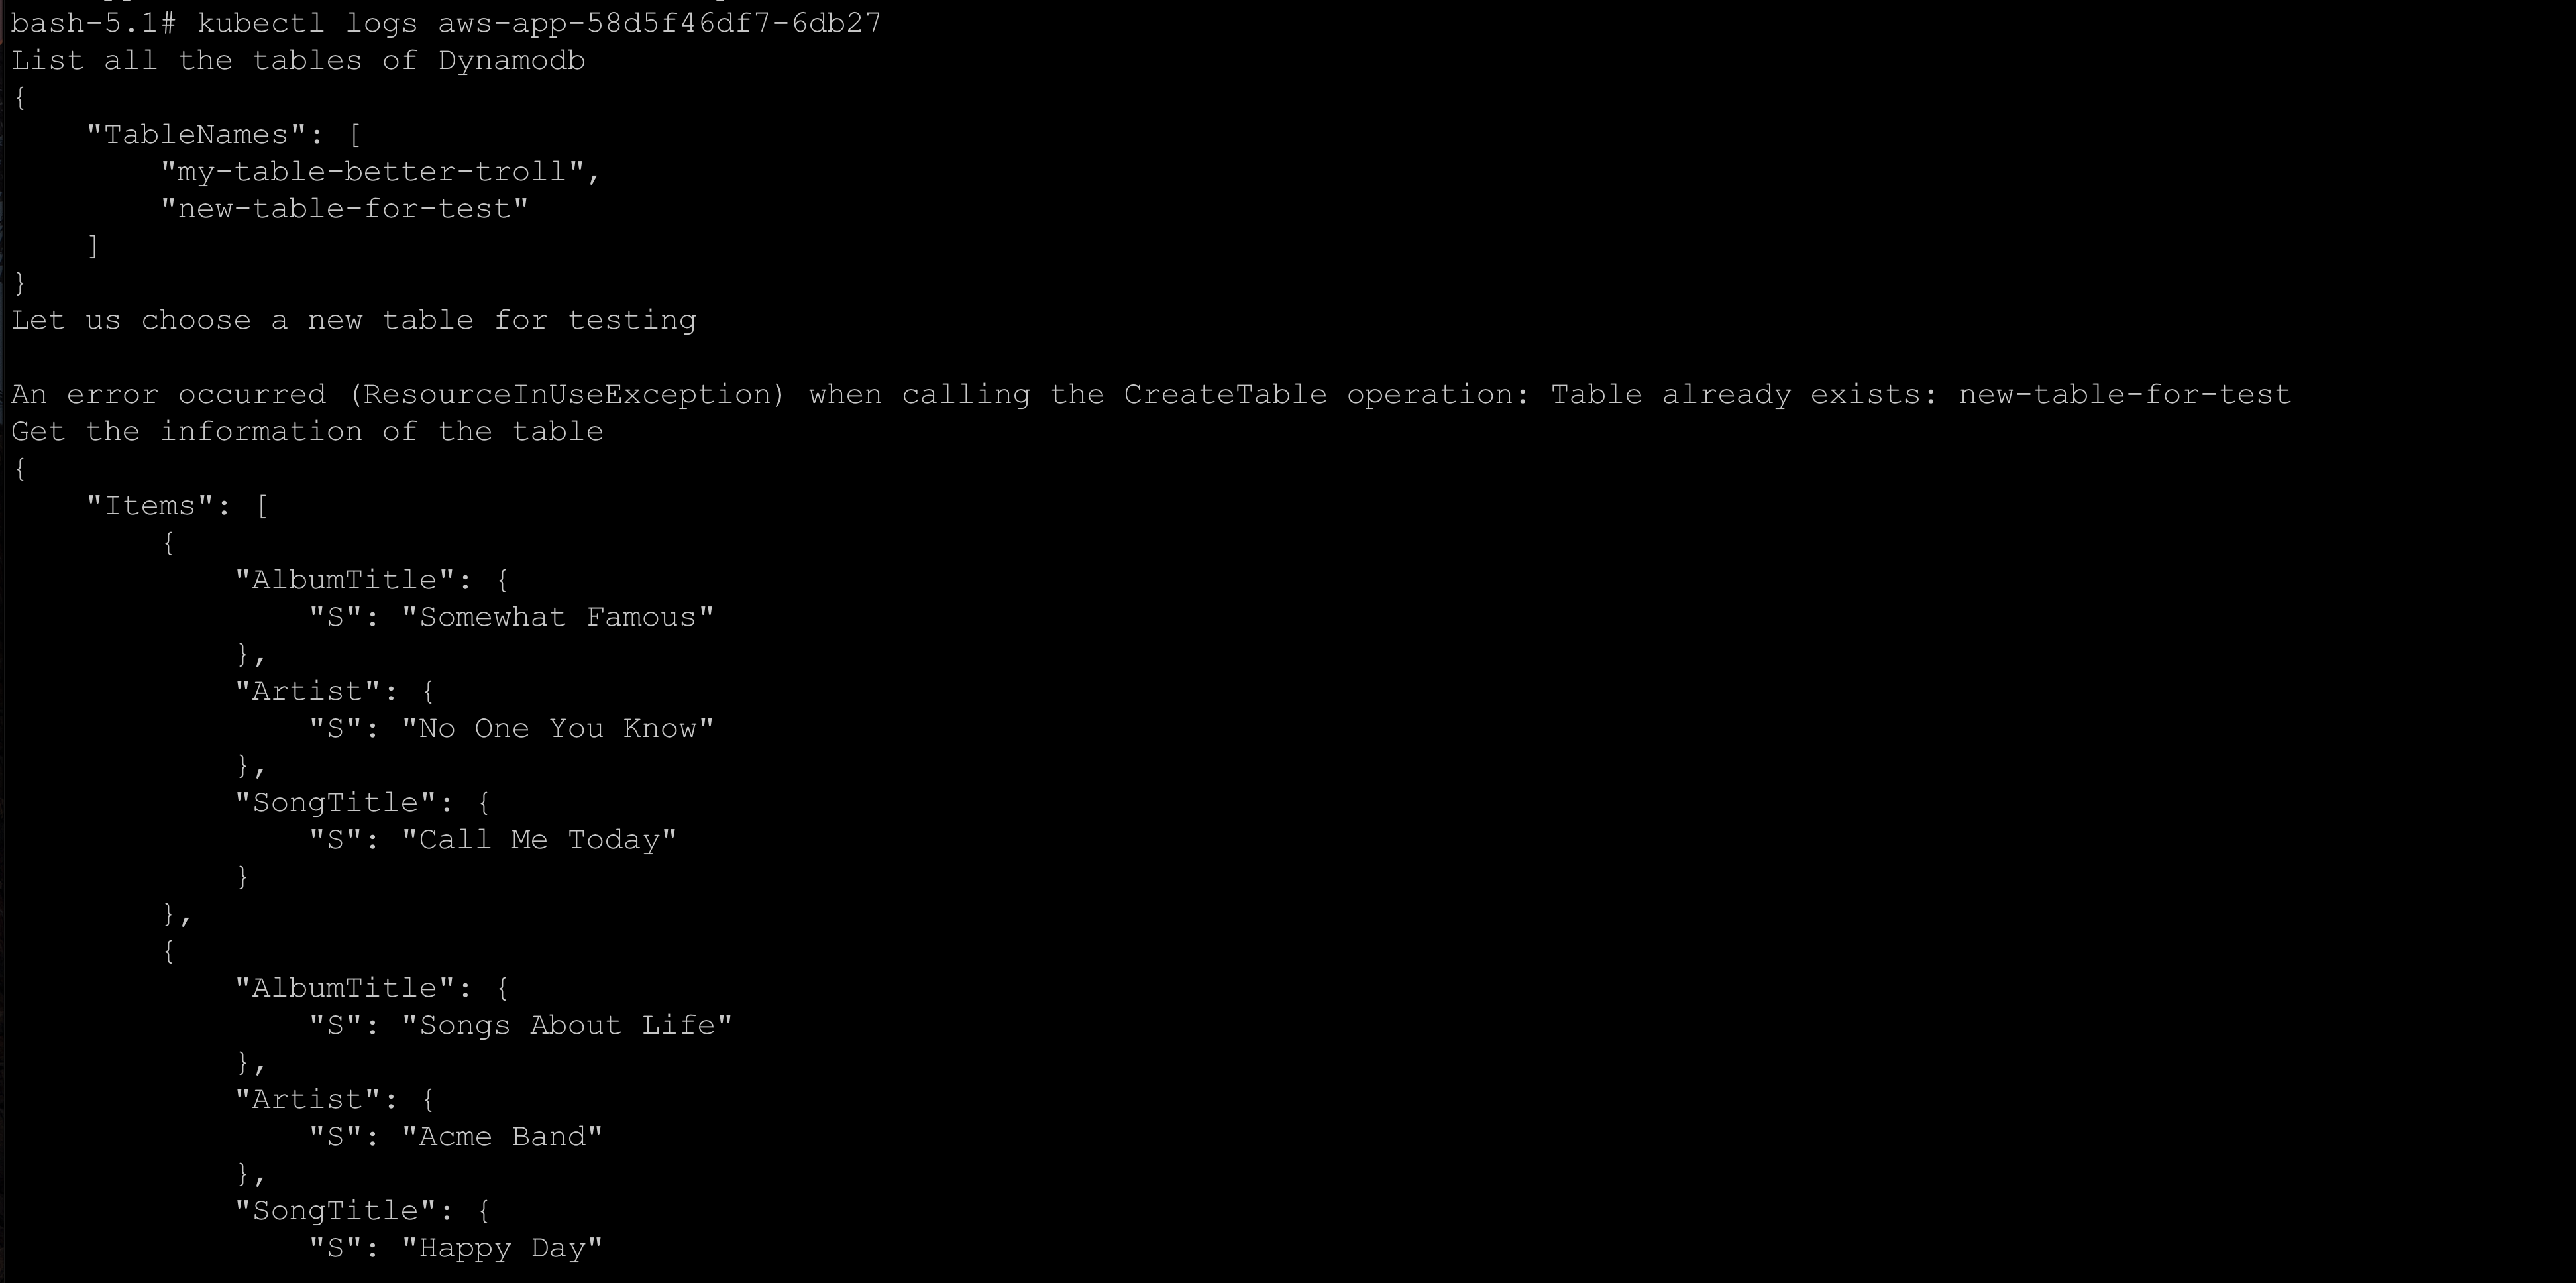 bash-5.1# kubectl logs aws-app-58d5f46df7-6db27
List all the tables of Dynamodb
{
    "TableNames": [
        "my-table-better-troll",
        "new-table-for-test"
    ]
}
Let us choose a new table for testing

An error occurred (ResourceInUseException) when calling the CreateTable operation: Table already exists: new-table-for-test
Get the information of the table
{
    "Items": [
        {
            "AlbumTitle": {
                "S": "Somewhat Famous"
            },
            "Artist": {
                "S": "No One You Know"
            },
            "SongTitle": {
                "S": "Call Me Today"
            }
        },
        {
            "AlbumTitle": {
                "S": "Songs About Life"
            },
            "Artist": {
                "S": "Acme Band"
            },
            "SongTitle": {
                "S": "Happy Day"